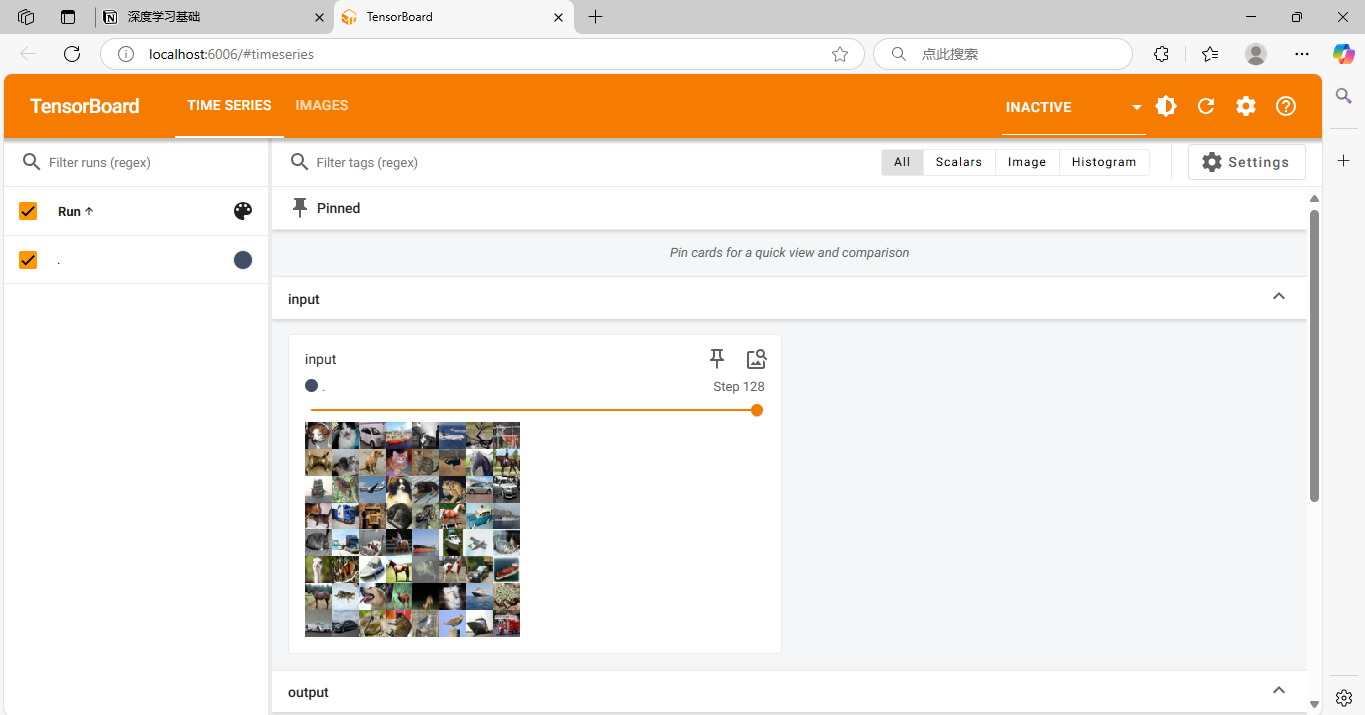 深度学习基础
TensorBoard
localhost:6006/#timeseries
点此搜索
TensorBoard
TIME SERIES
IMAGES
INACTIVE
Filter runs (regex)
Filter tags (regex)
All
Scalars
Image
Histogram
Settings
Run
Pinned
.
Pin cards for a quick view and comparison
input
input
.
Step 128
output